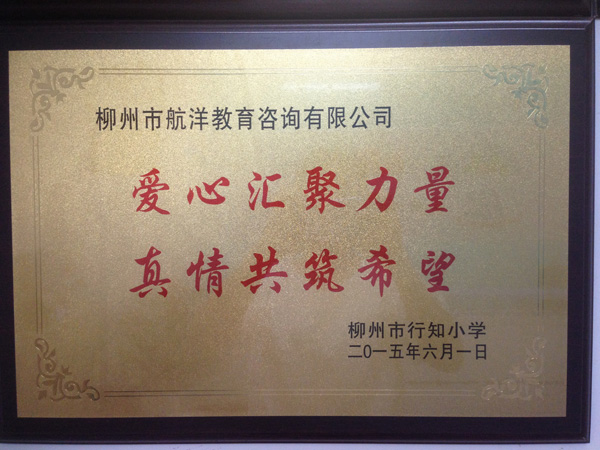 柳州市航洋教育咨询有限公司
爱心汇聚力量
真情共筑希望
柳州市行知小学
二〇一五年六月一日